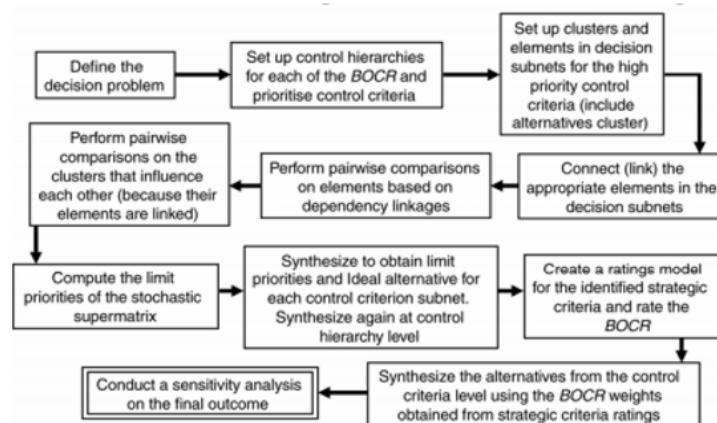 Define the
decision problem
Set up control hierarchies
for each of the BOCR and
prioritise control criteria
Set up clusters and
elements in decision
subnets for the high
priority control
criteria (include
alternatives cluster)
Connect (link) the
appropriate elements in the
decision subnets
Perform pairwise comparisons
on elements based on
dependency linkages
Perform pairwise
comparisons on the
clusters that influence
each other (because their
elements are linked)
Compute the limit
priorities of the stochastic
supermatrix
Synthesize to obtain limit
priorities and Ideal alternative for
each control criterion subnet.
Synthesize again at control
hierarchy level
Create a ratings model
for the identified strategic
criteria and rate the
BOCR
Synthesize the alternatives from the control
criteria level using the BOCR weights
obtained from strategic criteria ratings
Conduct a sensitivity analysis
on the final outcome